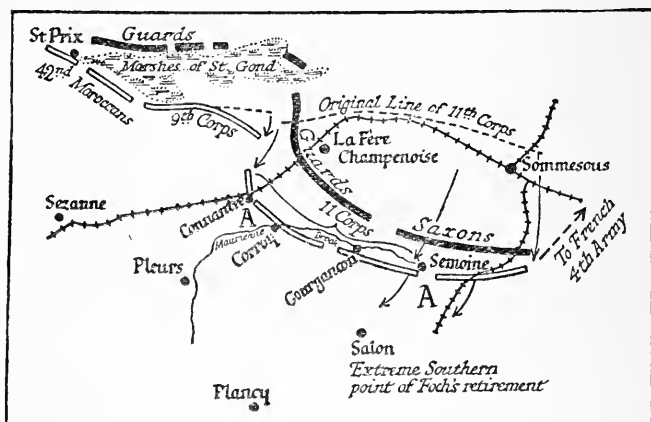 St Prix
Guards
Marshes of St. Gond
42nd
Moroccans
9th Corps
Original Line of 11th Corps
La Fère
Champenoise
Guards
Sommesous
Sezanne
11 Corps
Connantre
A
Saxons
To French
4th Army
Maurienne
Corroy
Pleurs
Gourgançon
Semoine
A
Salon
Extreme Southern
point of Foch's retirement
Plancy